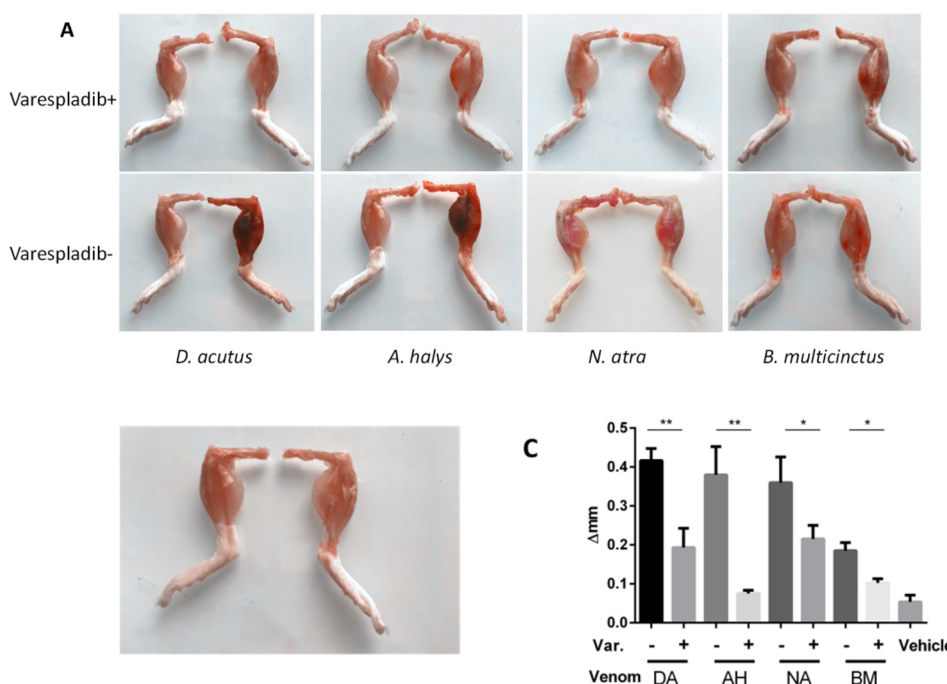 A
Varespladib+
Varespladib-
D. acutus A. halys N. atra B. multicinctus
C
** ** * *
0.5
0.4
0.3
0.2
0.1
0.0
Δmm
Var. - + - + - + - + Vehicle
Venom DA AH NA BM